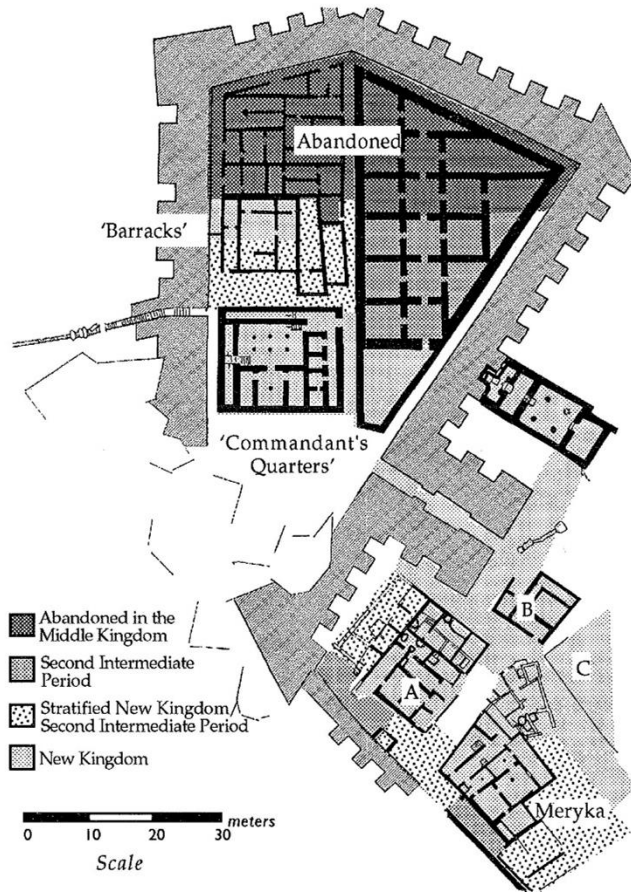 Abandoned
'Barracks'
'Commandant's
Quarters'
B
C
A
Meryka
Abandoned in the
Middle Kingdom
Second Intermediate
Period
Stratified New Kingdom/
Second Intermediate Period
New Kingdom
meters
0 10 20 30
Scale